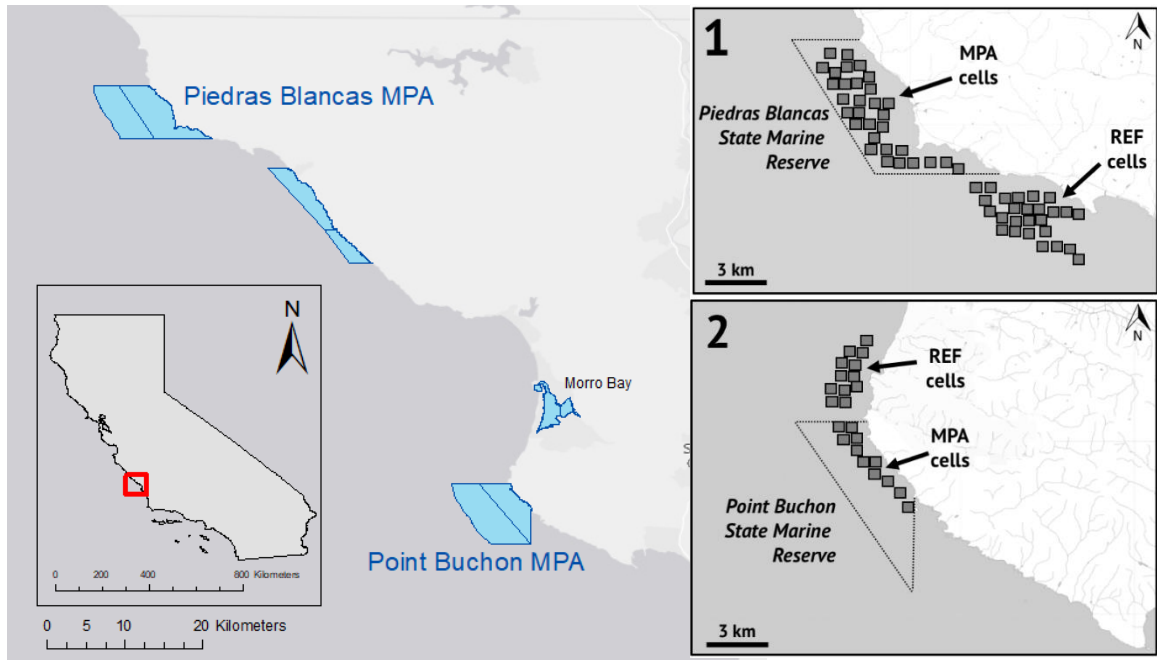 Piedras Blancas MPA
Morro Bay
S
Point Buchon MPA
N
0 200 400 800 Kilometers
0 5 10 20 Kilometers
1
N
MPA
cells
Piedras Blancas
State Marine
Reserve
REF
cells
3 km
2
N
REF
cells
MPA
cells
Point Buchon
State Marine
Reserve
3 km